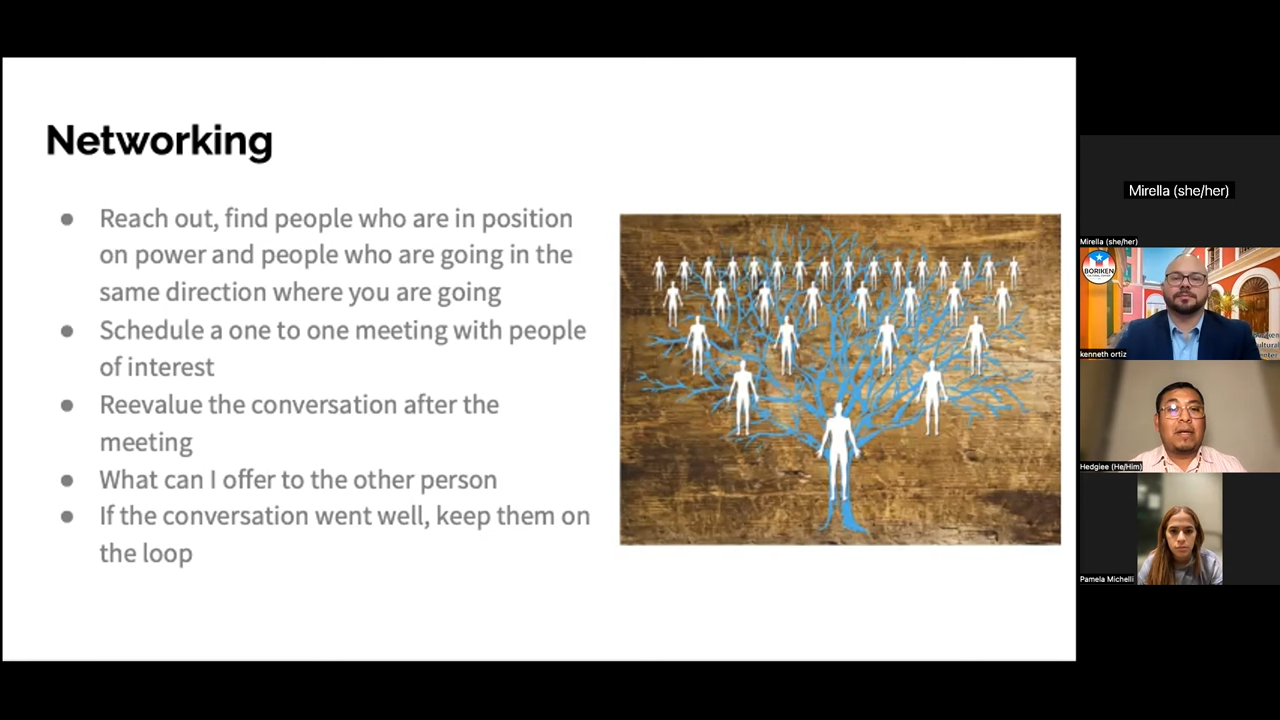 Networking
● Reach out, find people who are in position
on power and people who are going in the
same direction where you are going
● Schedule a one to one meeting with people
of interest
● Reevalue the conversation after the
meeting
● What can I offer to the other person
● If the conversation went well, keep them on
the loop
Mirella (she/her)
Mirella (she/her)
BORIKEN
kenneth ortiz
Hedgiee (He/Him)
Pamela Michelli